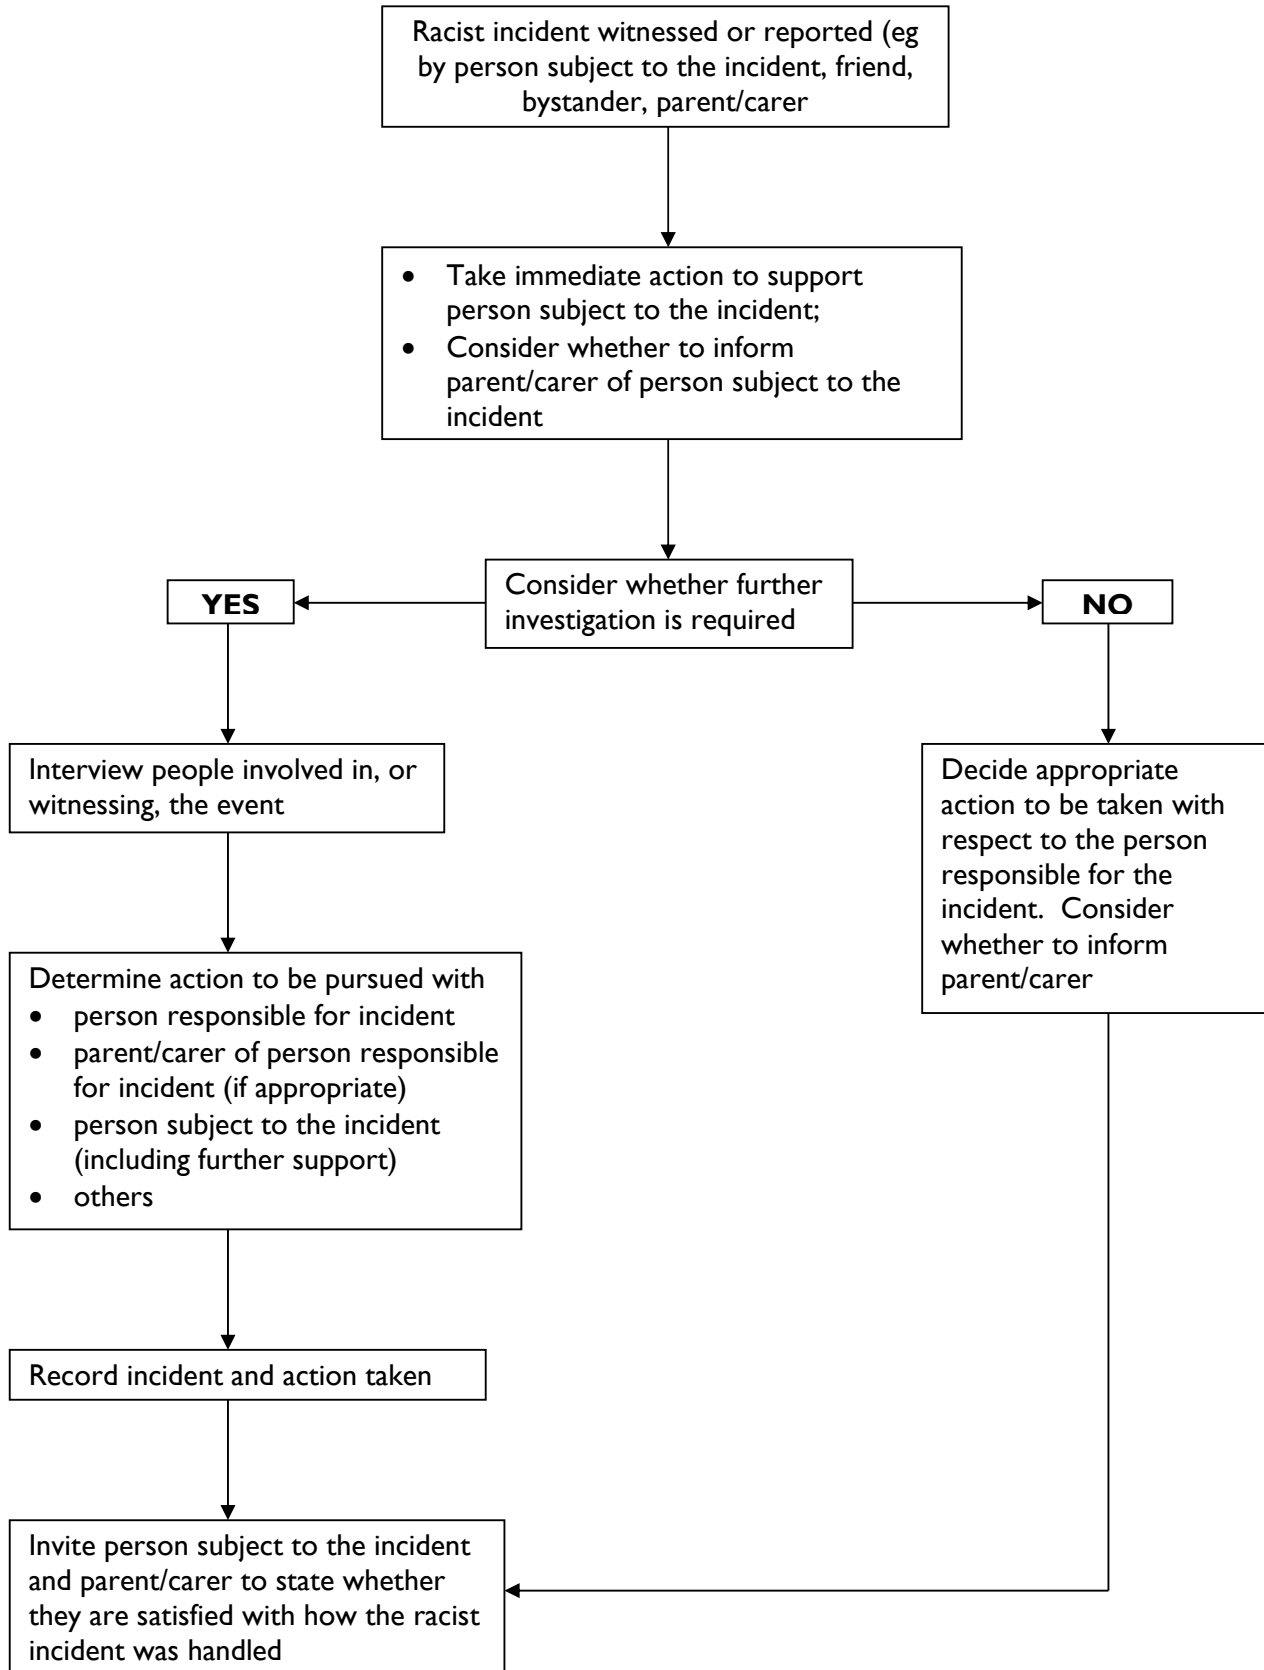 Racist incident witnessed or reported (eg
by person subject to the incident, friend,
bystander, parent/carer
• Take immediate action to support
person subject to the incident;
• Consider whether to inform
parent/carer of person subject to the
incident
Consider whether further
investigation is required
YES
NO
Interview people involved in, or
witnessing, the event
Decide appropriate
action to be taken with
respect to the person
responsible for the
incident.  Consider
whether to inform
parent/carer
Determine action to be pursued with
• person responsible for incident
• parent/carer of person responsible
for incident (if appropriate)
• person subject to the incident
(including further support)
• others
Record incident and action taken
Invite person subject to the incident
and parent/carer to state whether
they are satisfied with how the racist
incident was handled